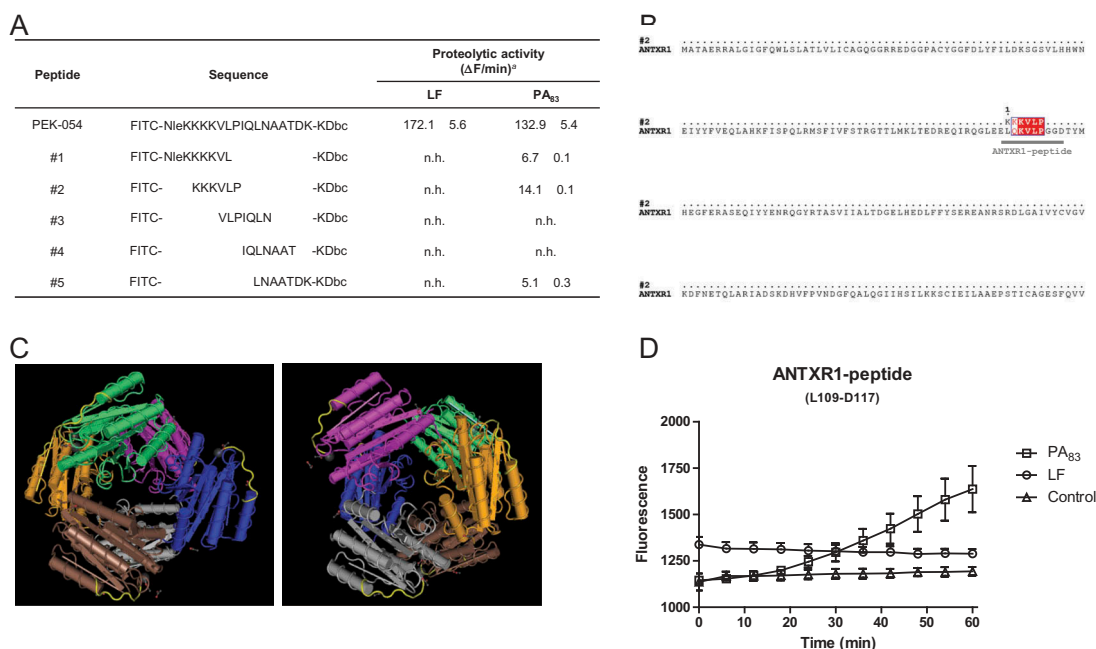 A
Peptide Sequence Proteolytic activity
(ΔF/min)ᵃ
LF PA₈₃
PEK-054 FITC-NleKKKKVLPIQLNAATDK-KDbc 172.1 5.6 132.9 5.4
#1 FITC-NleKKKKVL -KDbc n.h. 6.7 0.1
#2 FITC- KKKVLP -KDbc n.h. 14.1 0.1
#3 FITC- VLPIQLN -KDbc n.h. n.h.
#4 FITC- IQLNAAT -KDbc n.h. n.h.
#5 FITC- LNAATDK-KDbc n.h. 5.1 0.3
B
#2
ANTXR1 MATAERRALGIGFQWLSLATLVLICAGQGGRREDGGPACYGGFDLYFILDKSGSVLHHWN
1
#2 KKKVLP
ANTXR1 EIYYFVEQLAHKFISPQLRMSFIVFSTRGTTLMKLTEDREQIRQGLEELAKVLPGGDTYM
ANTXR1-peptide
#2
ANTXR1 HEGFERASEQIYYENRQGYRTASVIIALTDGELHEDLFFYSEREANRSRDLGAIVYCVGV
#2
ANTXR1 KDFNETQLARIADSKDHVFPVNDGFQALQGIIHSILKKSCIEILAAEPSTICAGESFQVV
C
D
ANTXR1-peptide
(L109-D117)
Fluorescence
2000
1750
1500
1250
1000
0 10 20 30 40 50 60
Time (min)
PA₈₃
LF
Control